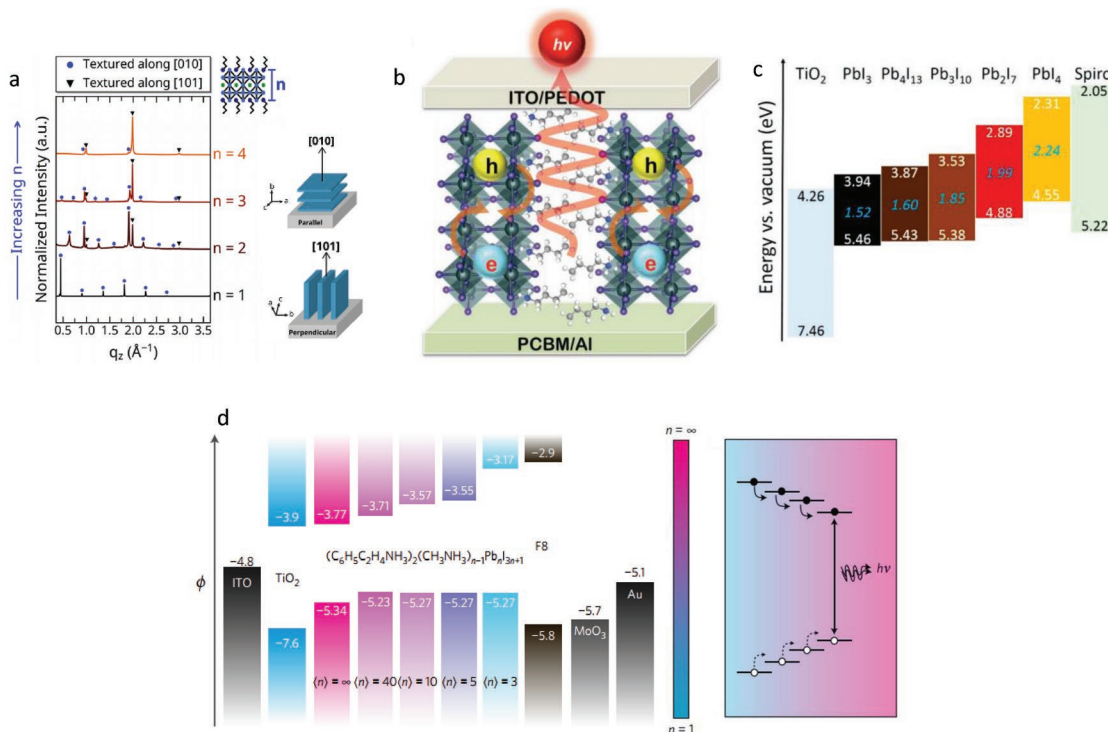 a
Textured along [010]
Textured along [101]
n
Increasing n
Normalized Intensity (a.u.)
n = 4
n = 3
n = 2
n = 1
0.5 1.0 1.5 2.0 2.5 3.0 3.5
q_z (Å⁻¹)
[010]
b
c
a
Parallel
[101]
a
c
b
Perpendicular
b
hν
ITO/PEDOT
h
h
e
e
PCBM/Al
c
Energy vs. vacuum (eV)
TiO₂ PbI₃ Pb₄I₁₃ Pb₃I₁₀ Pb₂I₇ PbI₄ Spiro
2.05
2.31
2.89
2.24
3.53
1.99
3.87
3.94
4.26
1.85
4.55
1.60
1.52
4.88
5.22
5.46
5.43
5.38
7.46
d
ϕ
−3.9
−3.77
−3.71
−3.57
−3.55
−3.17
−2.9
(C₆H₅C₂H₄NH₃)₂(CH₃NH₃)ₙ₋₁PbₙI₃ₙ₊₁
F8
−4.8
ITO
TiO₂
−7.6
−5.34
−5.23
−5.27
−5.27
−5.27
−5.8
−5.7
MoO₃
−5.1
Au
⟨n⟩ = ∞ ⟨n⟩ = 40 ⟨n⟩ = 10 ⟨n⟩ = 5 ⟨n⟩ = 3
n = ∞
n = 1
hν